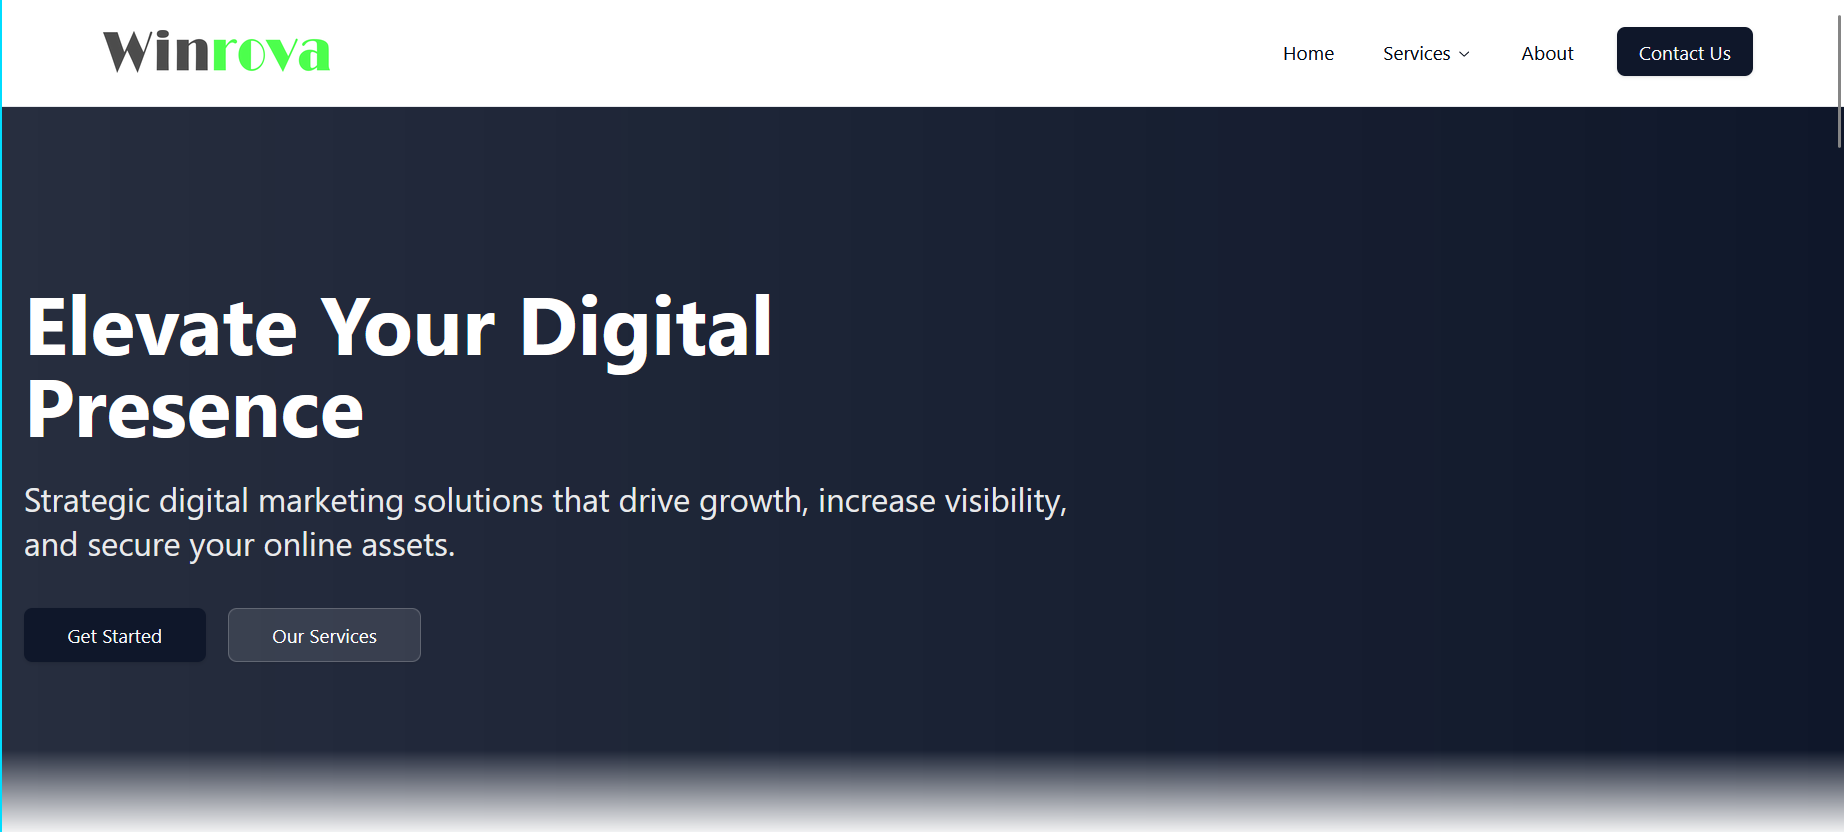 Winrova
Home
Services
About
Contact Us
Elevate Your Digital
Presence
Strategic digital marketing solutions that drive growth, increase visibility,
and secure your online assets.
Get Started
Our Services